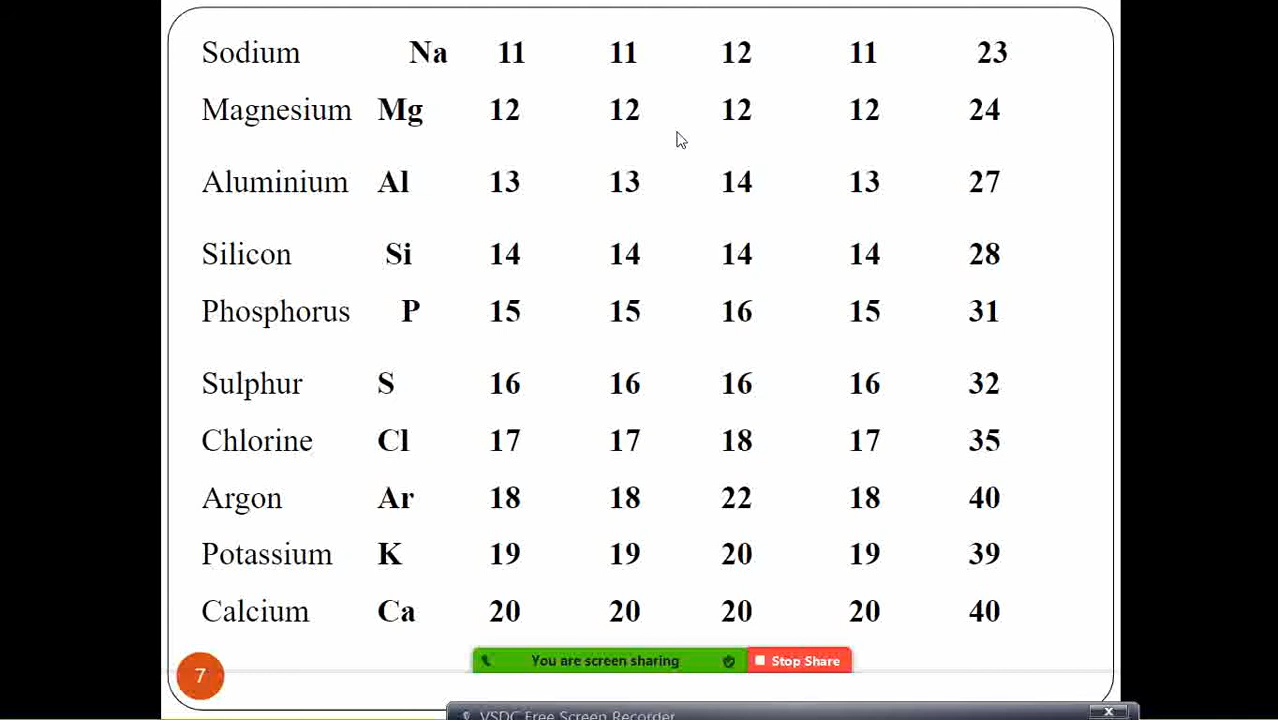 Sodium Na 11 11 12 11 23
Magnesium Mg 12 12 12 12 24
Aluminium Al 13 13 14 13 27
Silicon Si 14 14 14 14 28
Phosphorus P 15 15 16 15 31
Sulphur S 16 16 16 16 32
Chlorine Cl 17 17 18 17 35
Argon Ar 18 18 22 18 40
Potassium K 19 19 20 19 39
Calcium Ca 20 20 20 20 40
You are screen sharing Stop Share
7
VSDC Free Screen Recorder